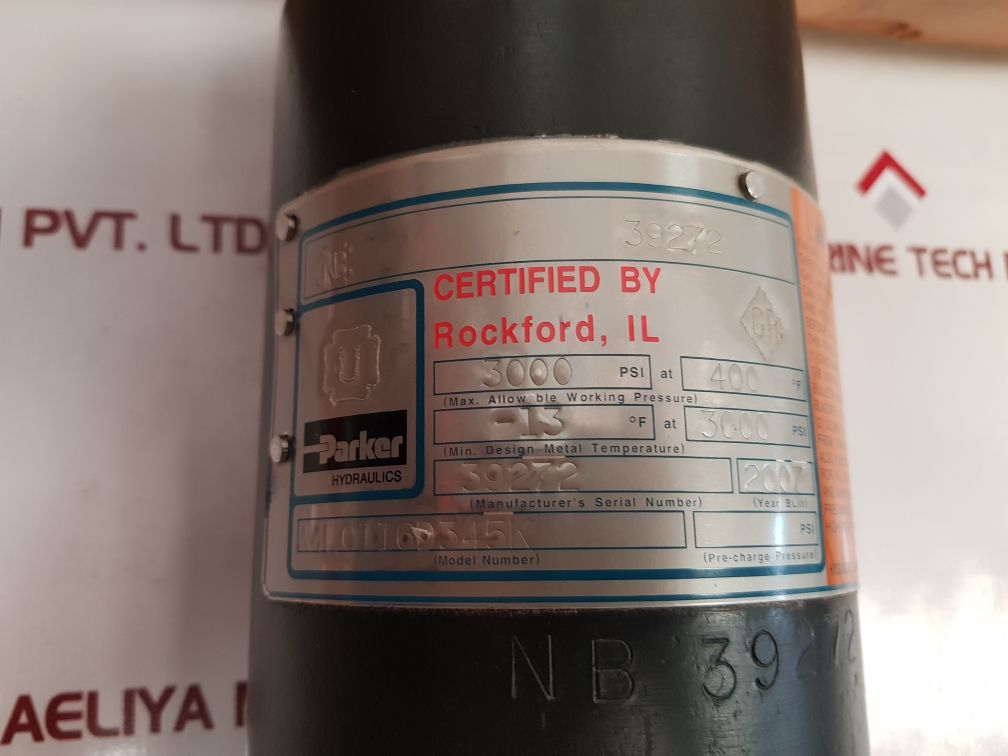 PVT. LTD
RINE TECH
NB: 39272
CERTIFIED BY
Rockford, IL
U
3000 PSI at 400 °F
(Max. Allowable Working Pressure)
-13 °F at 3000 PSI
(Min. Design Metal Temperature)
Parker
HYDRAULICS
39272 2007
(Manufacturer's Serial Number) (Year Built)
PSI
(Model Number) (Pre-charge Pressure)
NB 39272
AELIYA